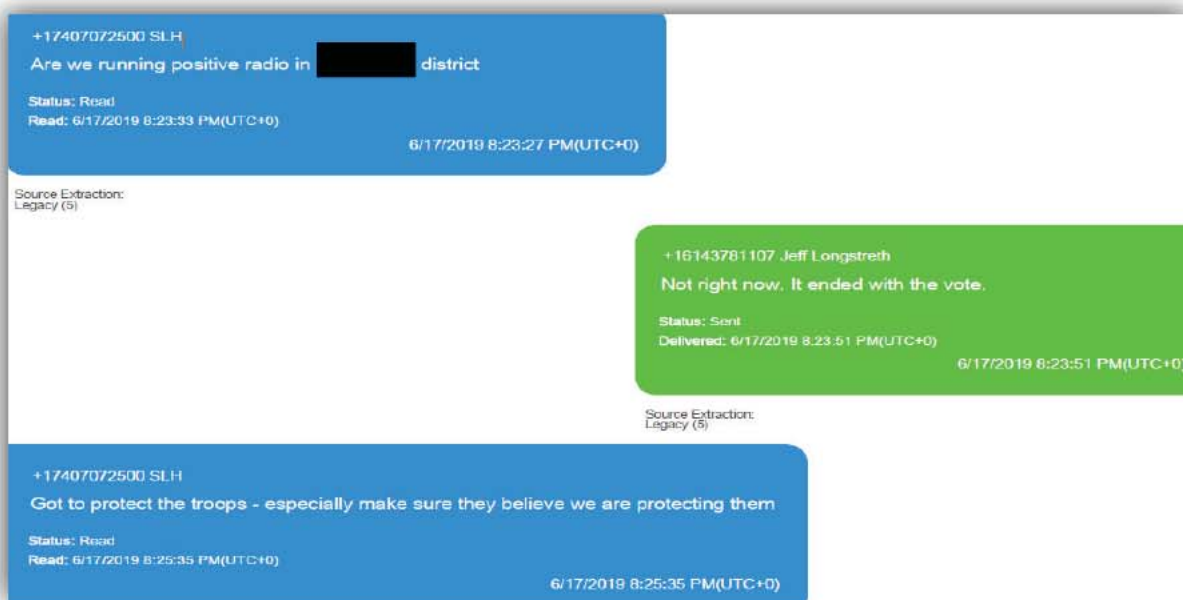 +17407072500 SLH
Are we running positive radio in district
Status: Read
Read: 6/17/2019 8:23:33 PM(UTC+0)
6/17/2019 8:23:27 PM(UTC+0)
Source Extraction:
Legacy (5)
+16143781107 Jeff Longstreth
Not right now. It ended with the vote.
Status: Sent
Delivered: 6/17/2019 8:23:51 PM(UTC+0)
6/17/2019 8:23:51 PM(UTC+0)
Source Extraction:
Legacy (5)
+17407072500 SLH
Got to protect the troops - especially make sure they believe we are protecting them
Status: Read
Read: 6/17/2019 8:25:35 PM(UTC+0)
6/17/2019 8:25:35 PM(UTC+0)